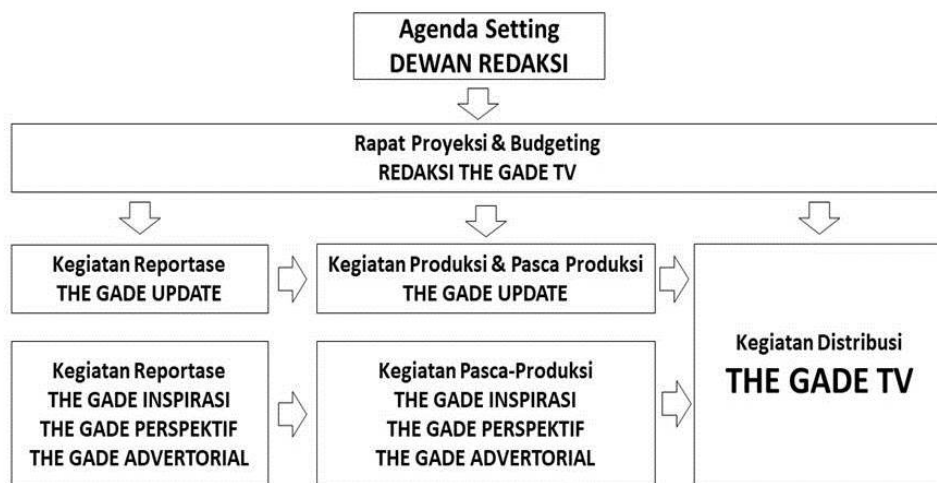 Agenda Setting
DEWAN REDAKSI
Rapat Proyeksi & Budgeting
REDAKSI THE GADE TV
Kegiatan Reportase
THE GADE UPDATE
Kegiatan Produksi & Pasca Produksi
THE GADE UPDATE
Kegiatan Reportase
THE GADE INSPIRASI
THE GADE PERSPEKTIF
THE GADE ADVERTORIAL
Kegiatan Pasca-Produksi
THE GADE INSPIRASI
THE GADE PERSPEKTIF
THE GADE ADVERTORIAL
Kegiatan Distribusi
THE GADE TV